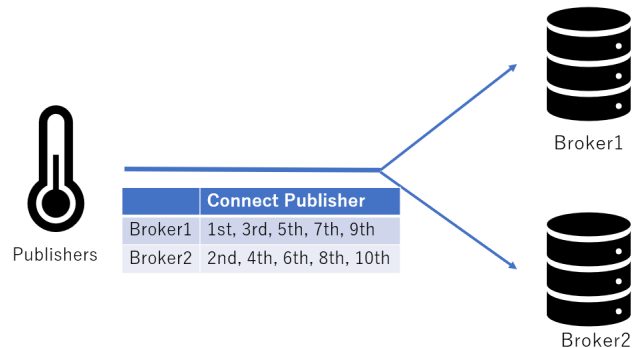 Broker1
Connect Publisher
Broker1 1st, 3rd, 5th, 7th, 9th
Publishers
Broker2 2nd, 4th, 6th, 8th, 10th
Broker2